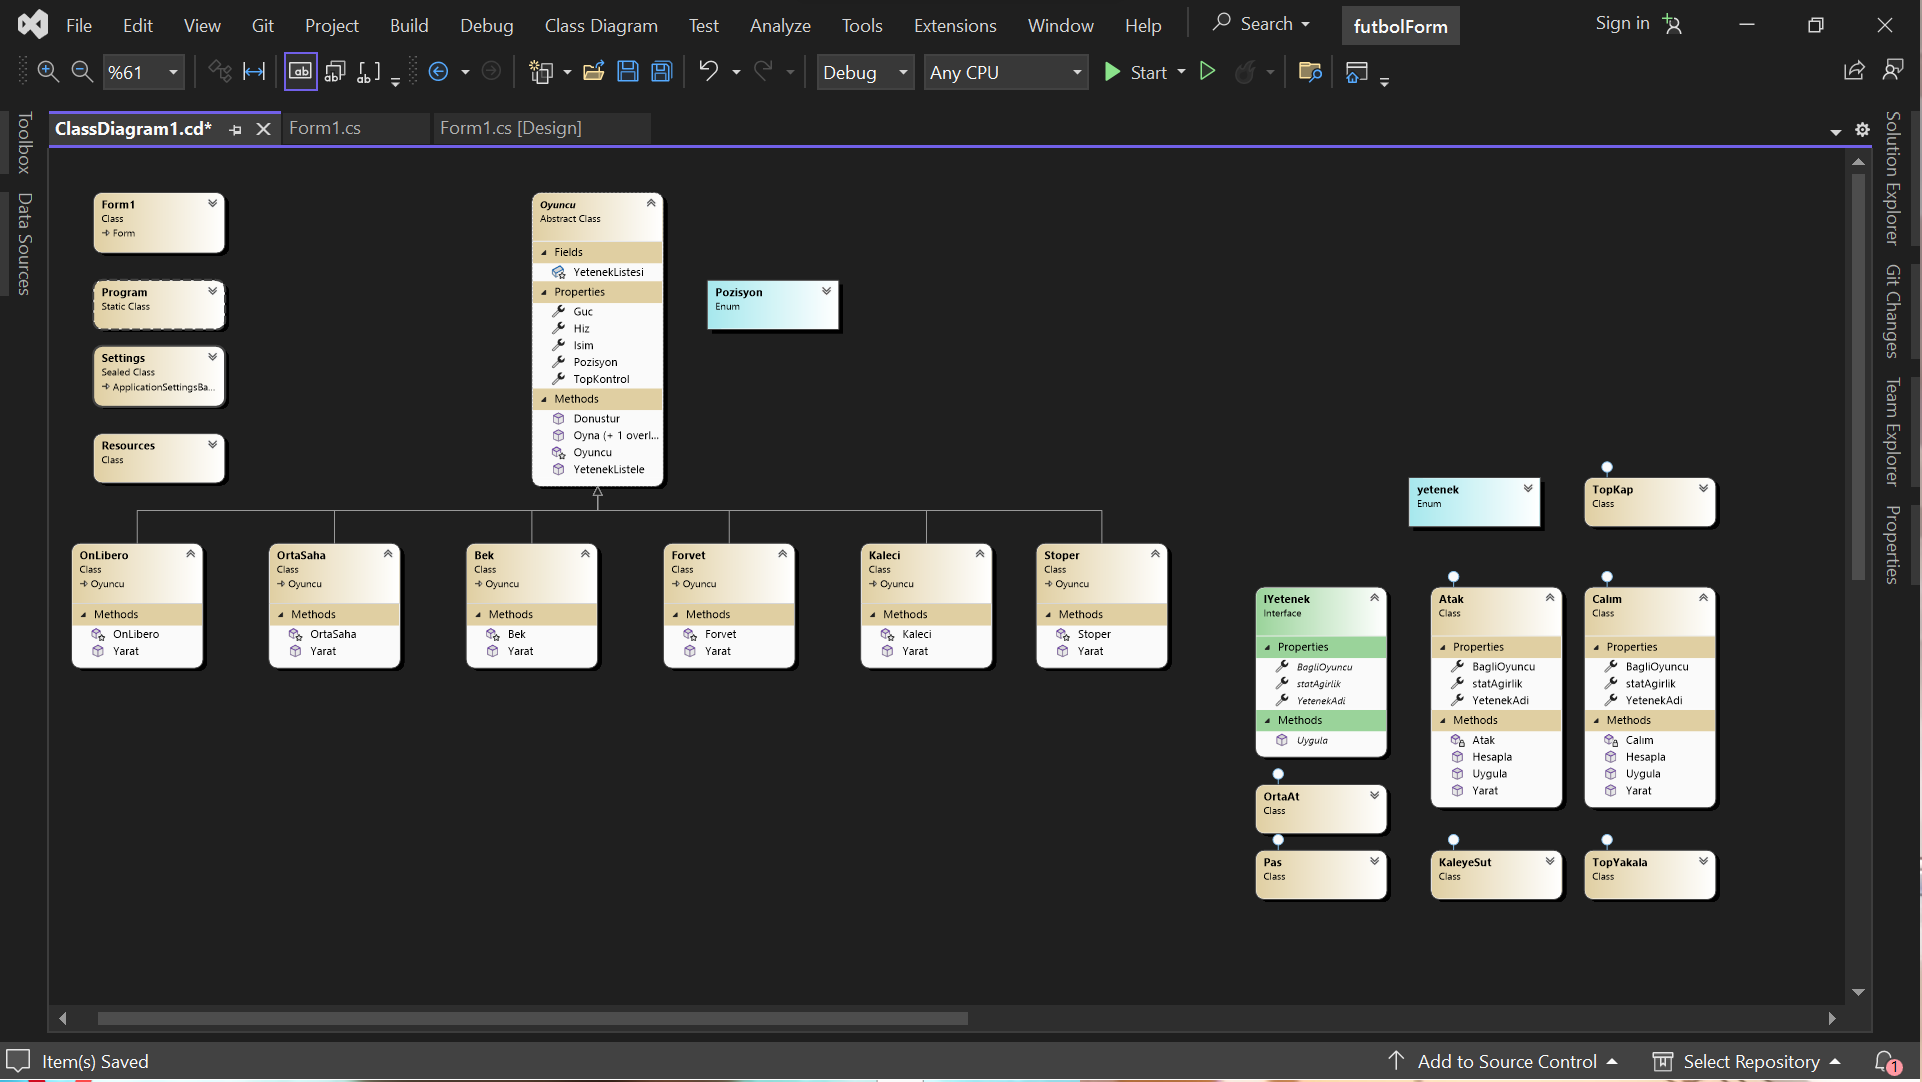 File Edit View Git Project Build Debug Class Diagram Test Analyze Tools Extensions Window Help Search futbolForm Sign in
%61 Debug Any CPU Start
ClassDiagram1.cd* Form1.cs Form1.cs [Design]
Toolbox
Data Sources
Form1
Class
Form
Program
Static Class
Settings
Sealed Class
ApplicationSettingsBa...
Resources
Class
Oyuncu
Abstract Class
Fields
YetenekListesi
Properties
Guc
Hiz
Isim
Pozisyon
TopKontrol
Methods
Donustur
Oyna (+ 1 overl...
Oyuncu
YetenekListele
Pozisyon
Enum
OnLibero
Class
Oyuncu
Methods
OnLibero
Yarat
OrtaSaha
Class
Oyuncu
Methods
OrtaSaha
Yarat
Bek
Class
Oyuncu
Methods
Bek
Yarat
Forvet
Class
Oyuncu
Methods
Forvet
Yarat
Kaleci
Class
Oyuncu
Methods
Kaleci
Yarat
Stoper
Class
Oyuncu
Methods
Stoper
Yarat
yetenek
Enum
TopKap
Class
IYetenek
Interface
Properties
BagliOyuncu
statAgirlik
YetenekAdi
Methods
Uygula
Atak
Class
Properties
BagliOyuncu
statAgirlik
YetenekAdi
Methods
Atak
Hesapla
Uygula
Yarat
Calım
Class
Properties
BagliOyuncu
statAgirlik
YetenekAdi
Methods
Calım
Hesapla
Uygula
Yarat
OrtaAt
Class
Pas
Class
KaleyeSut
Class
TopYakala
Class
Solution Explorer
Git Changes
Team Explorer
Properties
Item(s) Saved Add to Source Control Select Repository 1